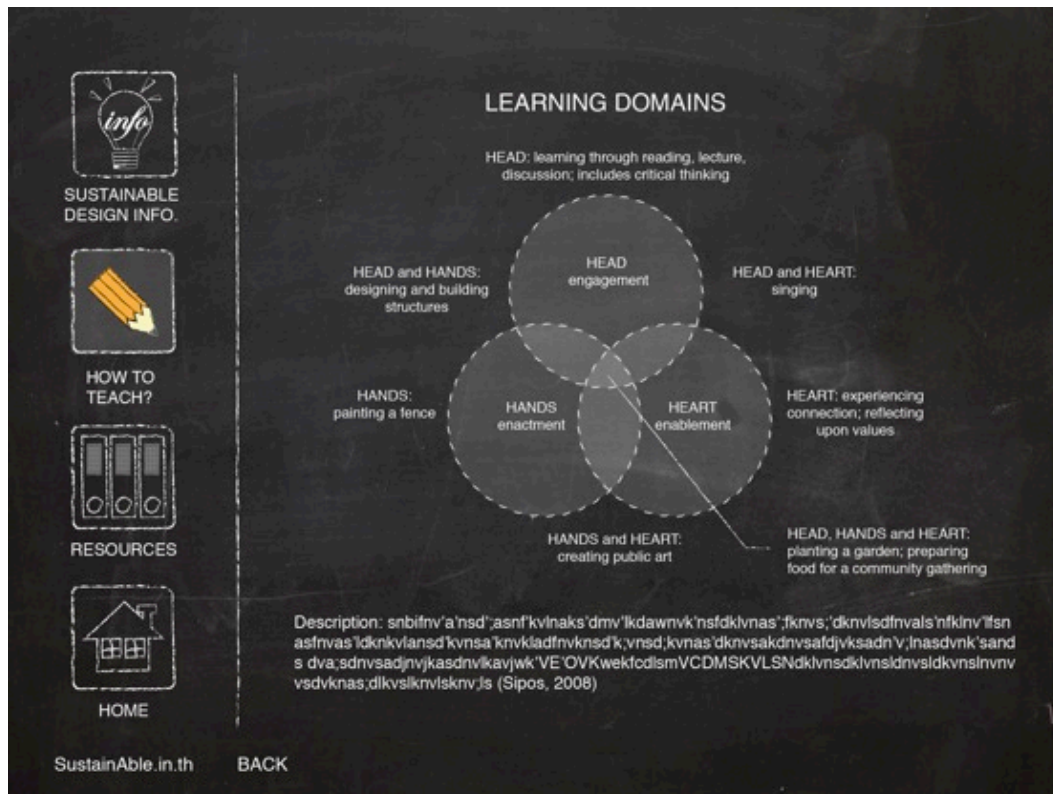 info
SUSTAINABLE
DESIGN INFO.
HOW TO
TEACH?
RESOURCES
HOME
SustainAble.in.th
BACK
LEARNING DOMAINS
HEAD: learning through reading, lecture,
discussion; includes critical thinking
HEAD and HANDS:
designing and building
structures
HEAD
engagement
HEAD and HEART:
singing
HANDS:
painting a fence
HANDS
enactment
HEART
enablement
HEART: experiencing
connection; reflecting
upon values
HANDS and HEART:
creating public art
HEAD, HANDS and HEART:
planting a garden; preparing
food for a community gathering
Description:
(Sipos, 2008)